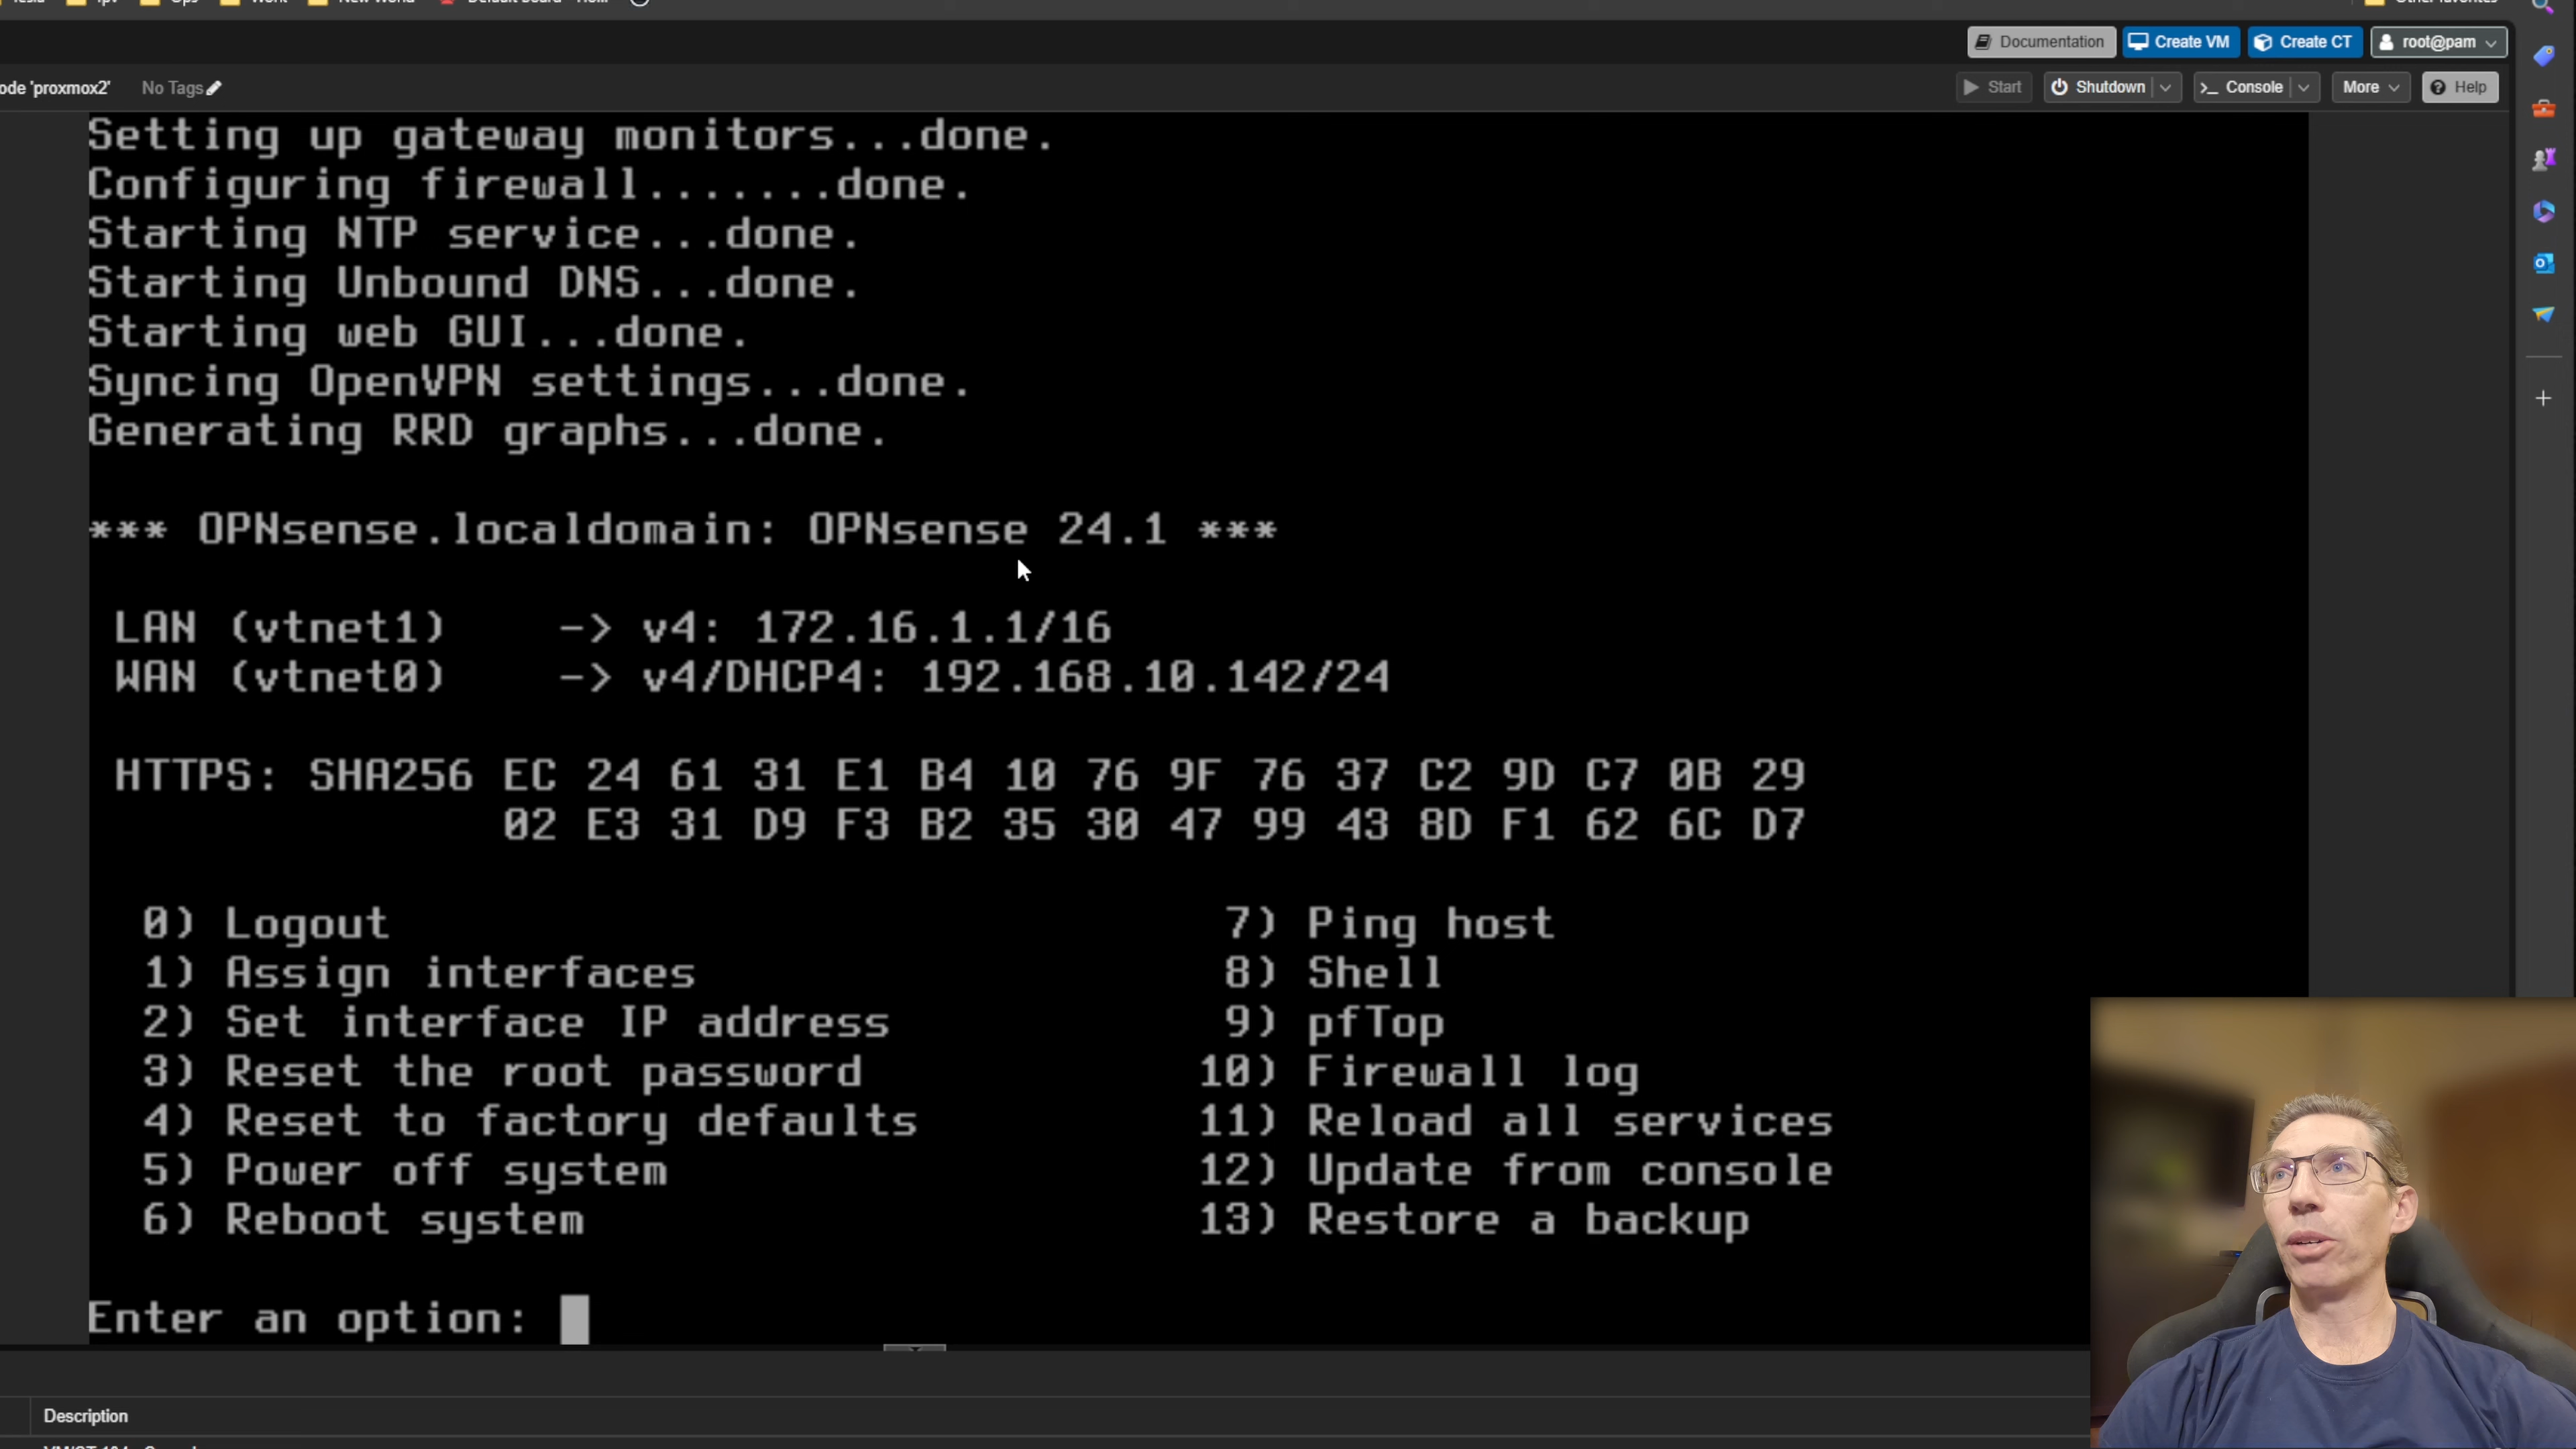 Documentation
Create VM
Create CT
root@pam
ode 'proxmox2'
No Tags
Start
Shutdown
Console
More
Help
Setting up gateway monitors...done.
Configuring firewall.......done.
Starting NTP service...done.
Starting Unbound DNS...done.
Starting web GUI...done.
Syncing OpenVPN settings...done.
Generating RRD graphs...done.
*** OPNsense.localdomain: OPNsense 24.1 ***
LAN (vtnet1) -> v4: 172.16.1.1/16
WAN (vtnet0) -> v4/DHCP4: 192.168.10.142/24
HTTPS: SHA256 EC 24 61 31 E1 B4 10 76 9F 76 37 C2 9D C7 0B 29
02 E3 31 D9 F3 B2 35 30 47 99 43 8D F1 62 6C D7
0) Logout 7) Ping host
1) Assign interfaces 8) Shell
2) Set interface IP address 9) pfTop
3) Reset the root password 10) Firewall log
4) Reset to factory defaults 11) Reload all services
5) Power off system 12) Update from console
6) Reboot system 13) Restore a backup
Enter an option:
Description